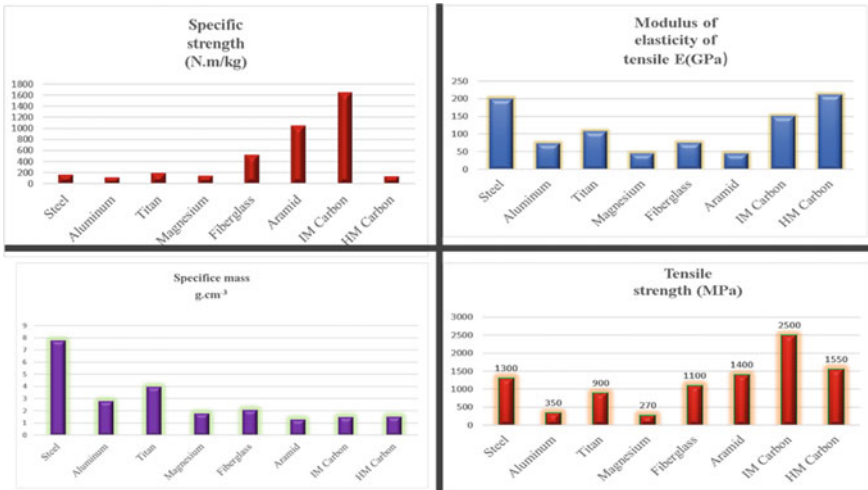 Specific
strength
(N.m/kg)
1800
1600
1400
1200
1000
800
600
400
200
0
Steel
Aluminum
Titan
Magnesium
Fiberglass
Aramid
IM Carbon
HM Carbon
Modulus of
elasticity of
tensile E(GPa)
250
200
150
100
50
0
Steel
Aluminum
Titan
Magnesium
Fiberglass
Aramid
IM Carbon
HM Carbon
Specifice mass
g.cm⁻³
9
8
7
6
5
4
3
2
1
0
Steel
Aluminum
Titan
Magnesium
Fiberglass
Aramid
IM Carbon
HM Carbon
Tensile
strength (MPa)
3000
2500
2000
1500
1000
500
0
1300
350
900
270
1100
1400
2500
1550
Steel
Aluminum
Titan
Magnesium
Fiberglass
Aramid
IM Carbon
HM Carbon